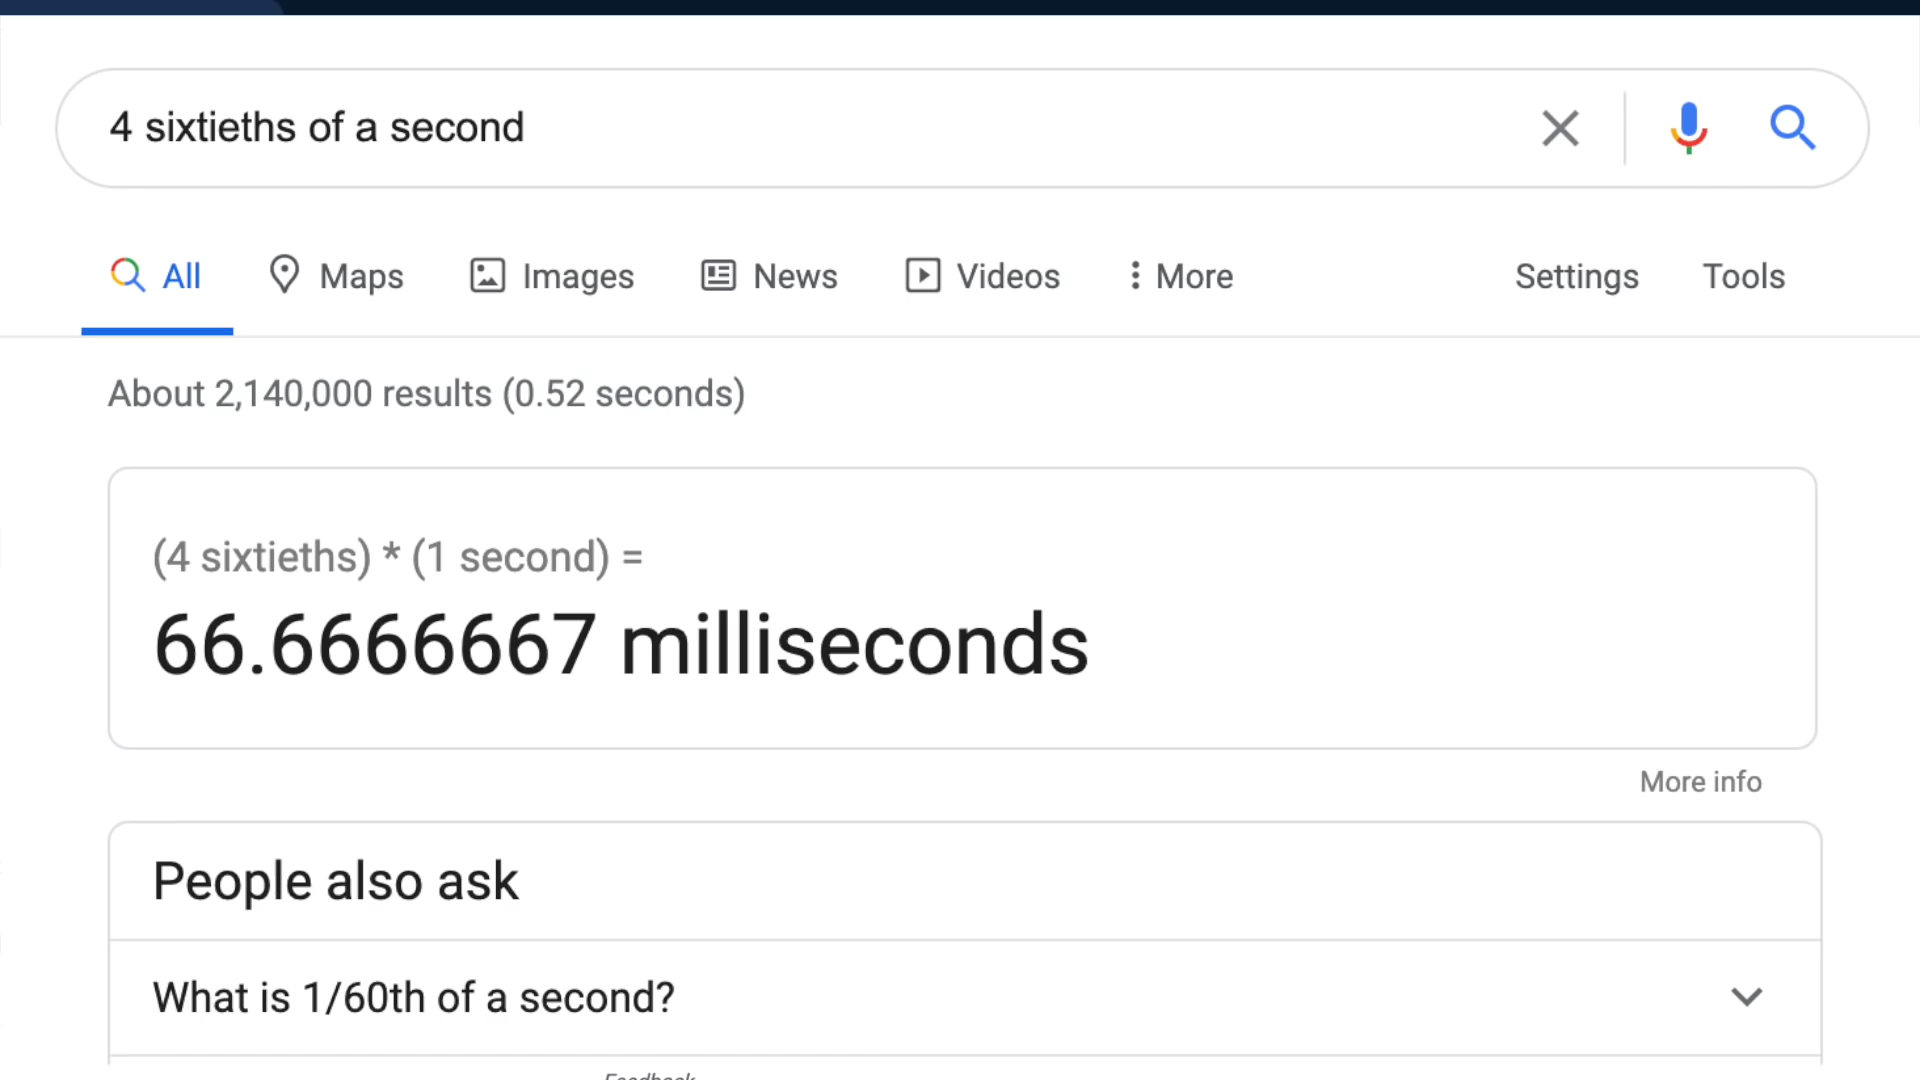 4 sixtieths of a second
All Maps Images News Videos More Settings Tools
About 2,140,000 results (0.52 seconds)
(4 sixtieths) * (1 second) =
66.6666667 milliseconds
More info
People also ask
What is 1/60th of a second?
Feedback